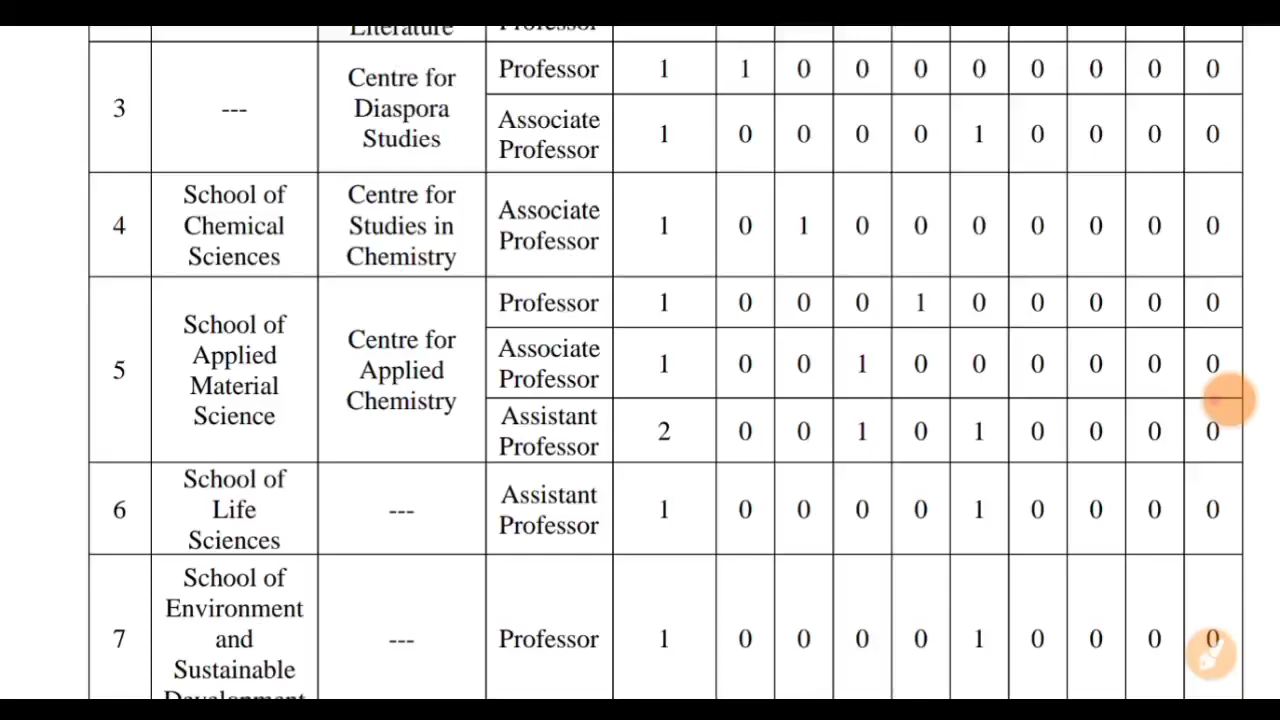 Literature Professor
3 --- Centre for Diaspora Studies Professor 1 1 0 0 0 0 0 0 0 0
Associate Professor 1 0 0 0 0 1 0 0 0 0
4 School of Chemical Sciences Centre for Studies in Chemistry Associate Professor 1 0 1 0 0 0 0 0 0 0
5 School of Applied Material Science Centre for Applied Chemistry Professor 1 0 0 0 1 0 0 0 0 0
Associate Professor 1 0 0 1 0 0 0 0 0 0
Assistant Professor 2 0 0 1 0 1 0 0 0 0
6 School of Life Sciences --- Assistant Professor 1 0 0 0 0 1 0 0 0 0
7 School of Environment and Sustainable Development --- Professor 1 0 0 0 0 1 0 0 0 0